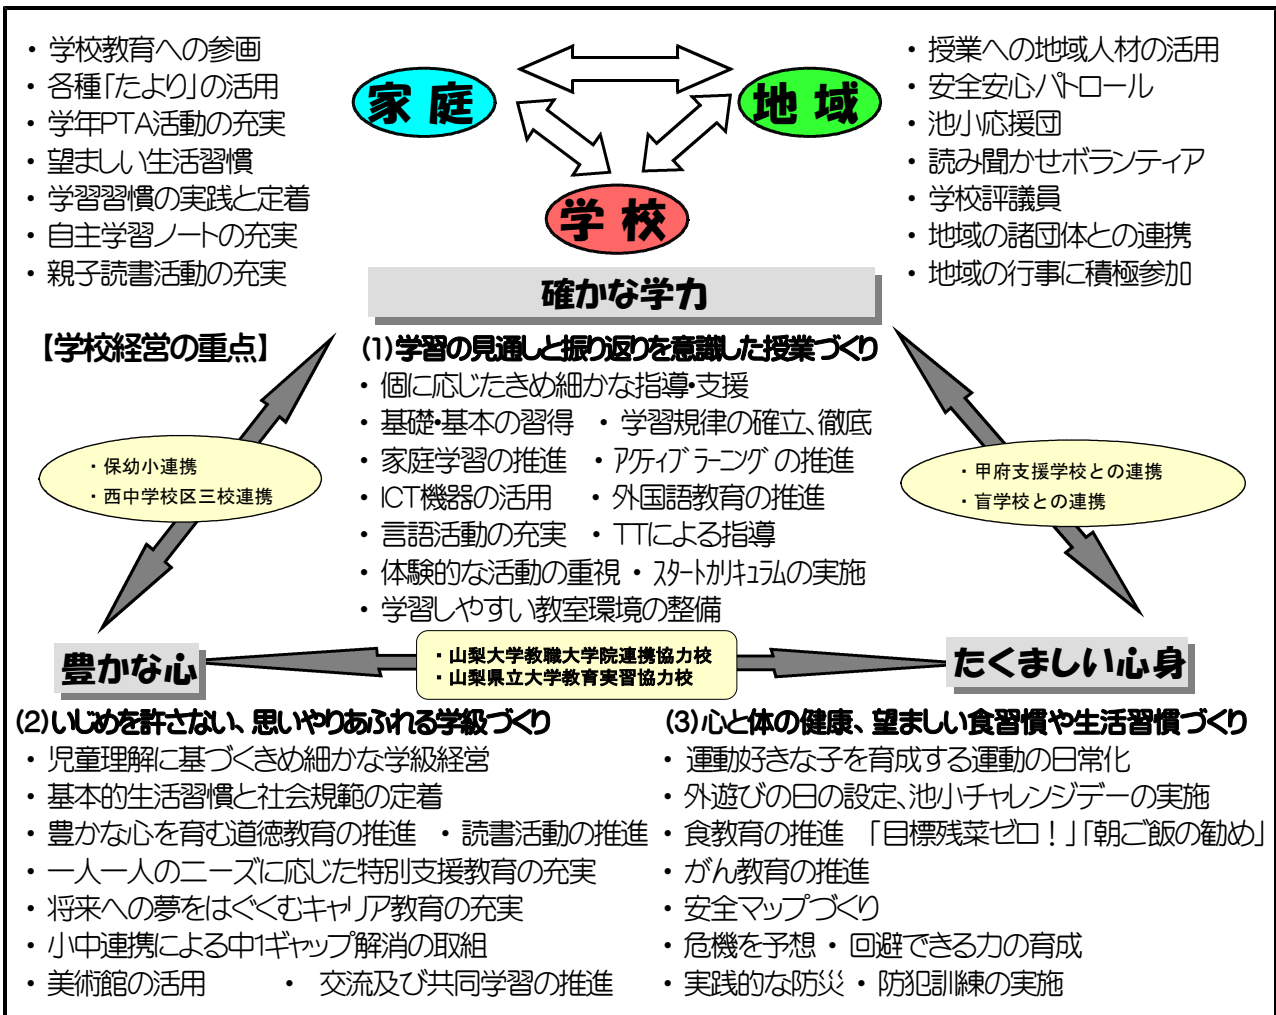 ・学校教育への参画
・各種「たより」の活用
・学年PTA活動の充実
・望ましい生活習慣
・学習習慣の実践と定着
・自主学習ノートの充実
・親子読書活動の充実
家庭
地域
学校
・授業への地域人材の活用
・安全安心パトロール
・池小応援団
・読み聞かせボランティア
・学校評議員
・地域の諸団体との連携
・地域の行事に積極参加
確かな学力
【学校経営の重点】
(1)学習の見通しと振り返りを意識した授業づくり
・個に応じたきめ細かな指導・支援
・基礎・基本の習得 ・学習規律の確立、徹底
・家庭学習の推進 ・アクティブラーニングの推進
・ICT機器の活用 ・外国語教育の推進
・言語活動の充実 ・TTによる指導
・体験的な活動の重視 ・スタートカリキュラムの実施
・学習しやすい教室環境の整備
・保幼小連携
・西中学校区三校連携
・甲府支援学校との連携
・盲学校との連携
豊かな心
・山梨大学教職大学院連携協力校
・山梨県立大学教育実習協力校
たくましい心身
(2)いじめを許さない、思いやりあふれる学級づくり
・児童理解に基づくきめ細かな学級経営
・基本的生活習慣と社会規範の定着
・豊かな心を育む道徳教育の推進 ・読書活動の推進
・一人一人のニーズに応じた特別支援教育の充実
・将来への夢をはぐくむキャリア教育の充実
・小中連携による中1ギャップ解消の取組
・美術館の活用 ・交流及び共同学習の推進
(3)心と体の健康、望ましい食習慣や生活習慣づくり
・運動好きな子を育成する運動の日常化
・外遊びの日の設定、池小チャレンジデーの実施
・食教育の推進 「目標残菜ゼロ！」「朝ご飯の勧め」
・がん教育の推進
・安全マップづくり
・危機を予想・回避できる力の育成
・実践的な防災・防犯訓練の実施